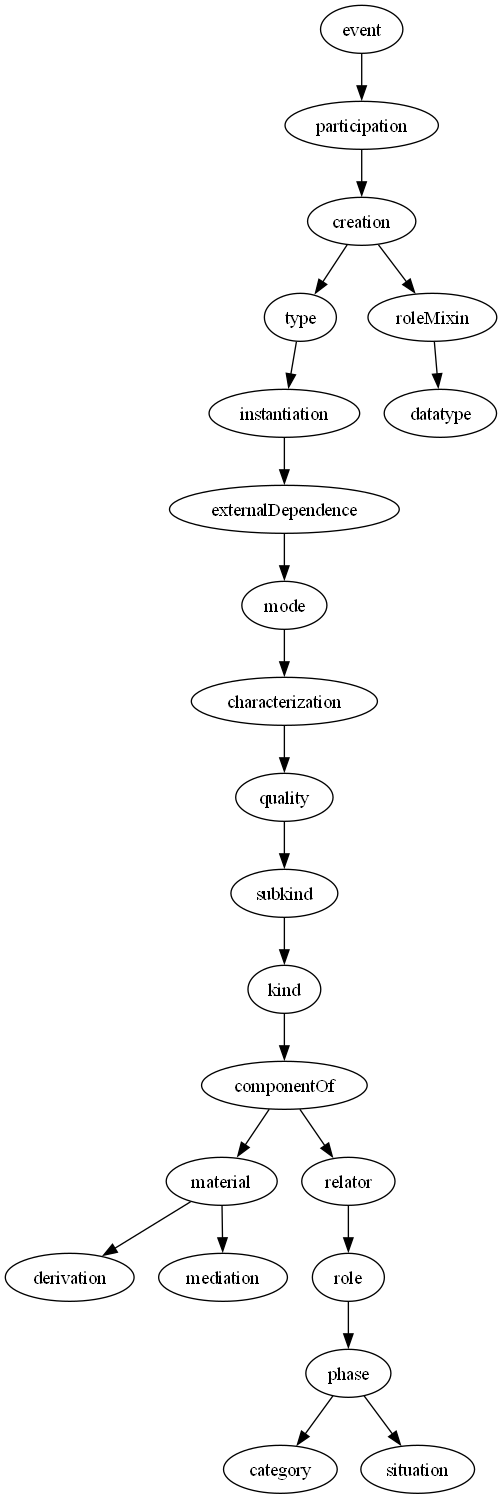 event
participation
creation
type
roleMixin
instantiation
datatype
externalDependence
mode
characterization
quality
subkind
kind
componentOf
material
relator
derivation
mediation
role
phase
category
situation